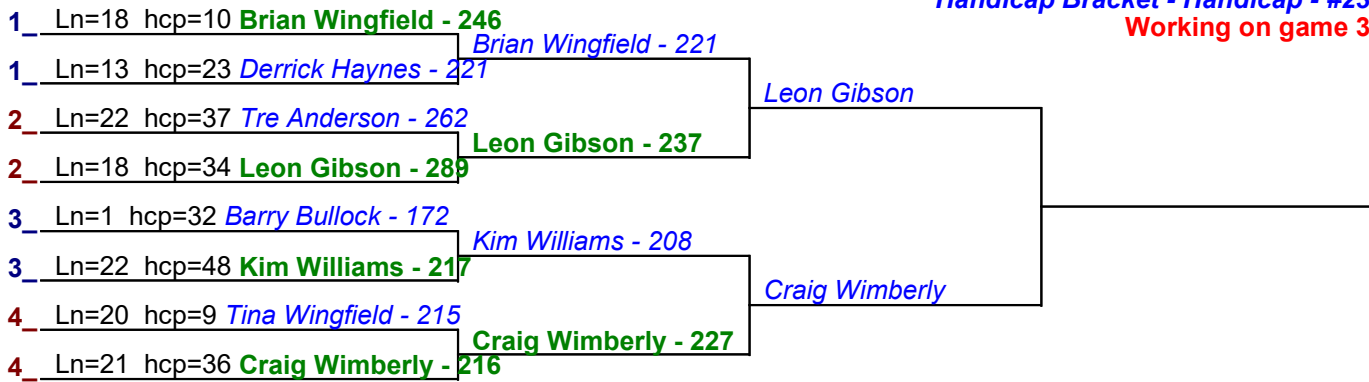 Handicap Bracket - Handicap - #23
Working on game 3
1_ Ln=18 hcp=10 Brian Wingfield - 246
Brian Wingfield - 221
1_ Ln=13 hcp=23 Derrick Haynes - 221
Leon Gibson
2_ Ln=22 hcp=37 Tre Anderson - 262
Leon Gibson - 237
2_ Ln=18 hcp=34 Leon Gibson - 289
3_ Ln=1 hcp=32 Barry Bullock - 172
Kim Williams - 208
3_ Ln=22 hcp=48 Kim Williams - 217
Craig Wimberly
4_ Ln=20 hcp=9 Tina Wingfield - 215
Craig Wimberly - 227
4_ Ln=21 hcp=36 Craig Wimberly - 216